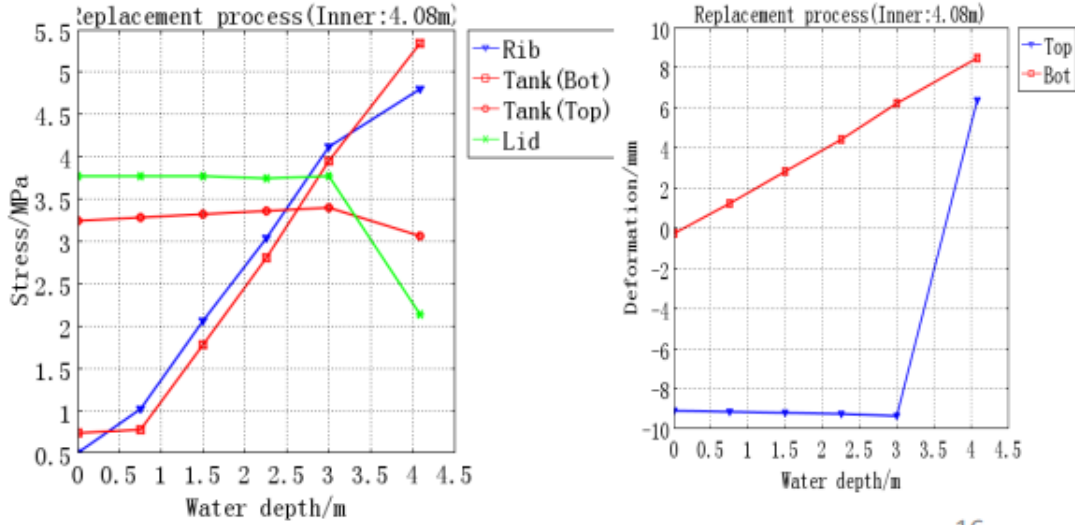 Replacement process(Inner:4.08m)
5.5
5
4.5
4
3.5
3
2.5
2
1.5
1
0.5
Stress/MPa
0 0.5 1 1.5 2 2.5 3 3.5 4 4.5
Water depth/m
Rib
Tank(Bot)
Tank(Top)
Lid
Replacement process(Inner:4.08m)
10
8
6
4
2
0
-2
-4
-6
-8
-10
Deformation/mm
0 0.5 1 1.5 2 2.5 3 3.5 4 4.5
Water depth/m
Top
Bot